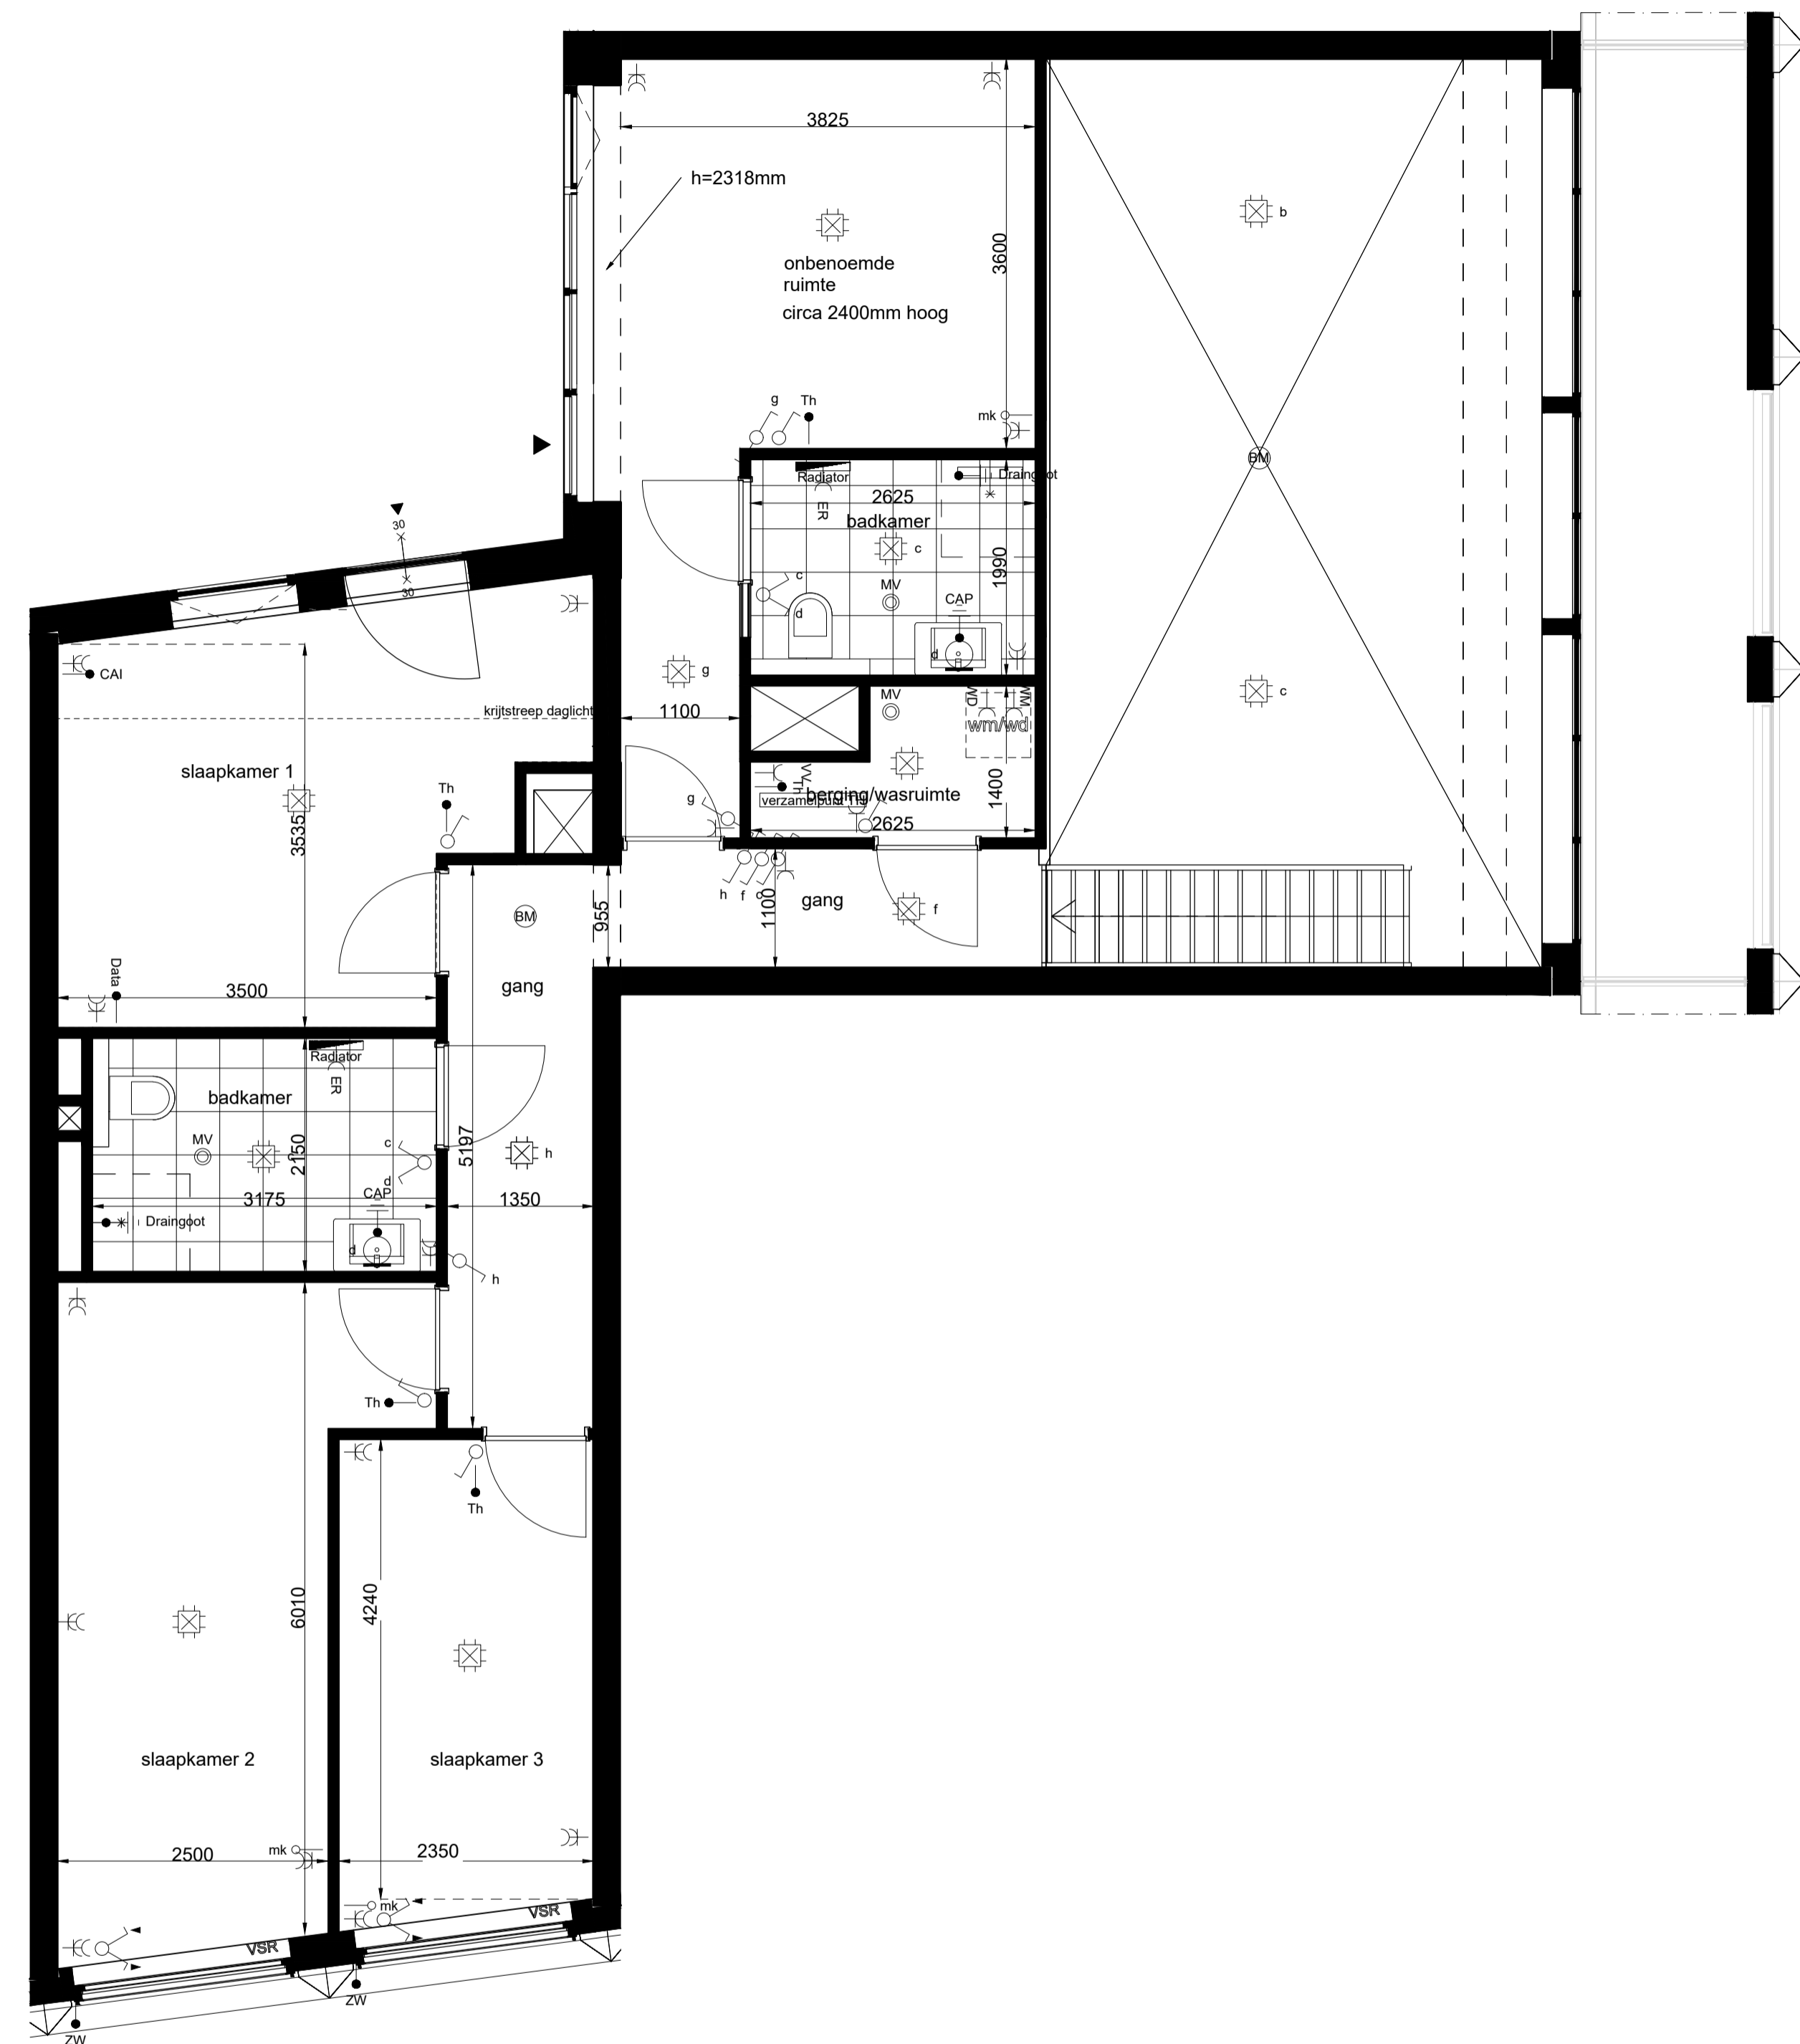 3825
h=2318mm
b
3600
onbenoemde
ruimte
circa 2400mm hoog
g
Th
mk
BM
Radiator
Draingoot
2625
ER
badkamer
c
1990
30
30
c
MV
CAP
d
d
CAI
g
MV
WD
WM
c
krijtstreep daglicht
1100
wm/wd
slaapkamer 1
Th
VV
Th
1400
g
verzamelpunt Th
berging/wasruimte
3535
2625
h
f
1100
gang
f
955
BM
Data
3500
gang
Radiator
ER
badkamer
MV
c
2150
5197
h
d
CAP
3175
1350
Draingoot
d
h
Th
Th
6010
4240
slaapkamer 2
slaapkamer 3
mk
2500
2350
mk
VSR
VSR
ZW
ZW